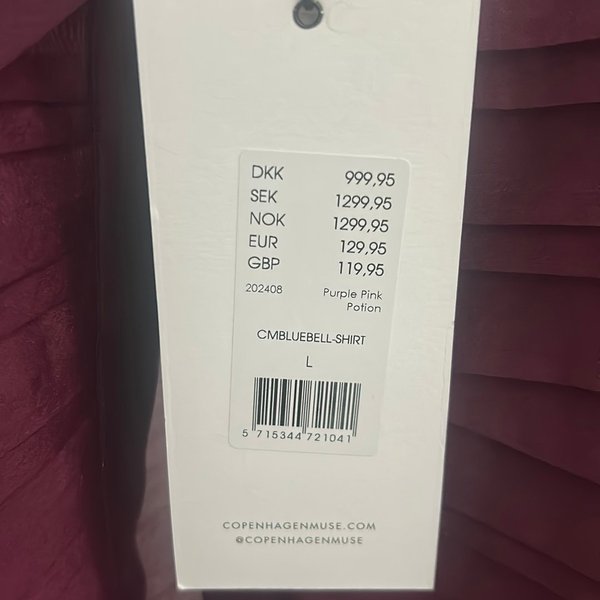 DKK 999,95
SEK 1299,95
NOK 1299,95
EUR 129,95
GBP 119,95
202408 Purple Pink
Potion
CMBLUEBELL-SHIRT
L
5 715344 721041
COPENHAGENMUSE.COM
@COPENHAGENMUSE